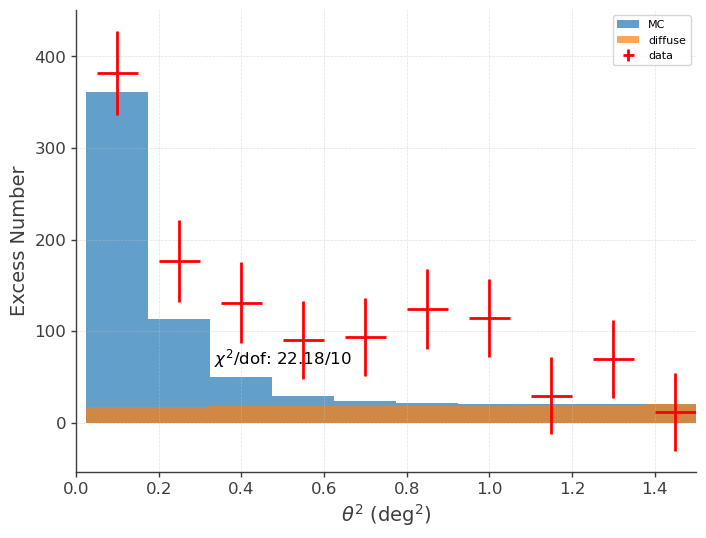 MC
diffuse
data
400
300
200
100
0
Excess Number
χ²/dof: 22.18/10
0.0 0.2 0.4 0.6 0.8 1.0 1.2 1.4
θ² (deg²)